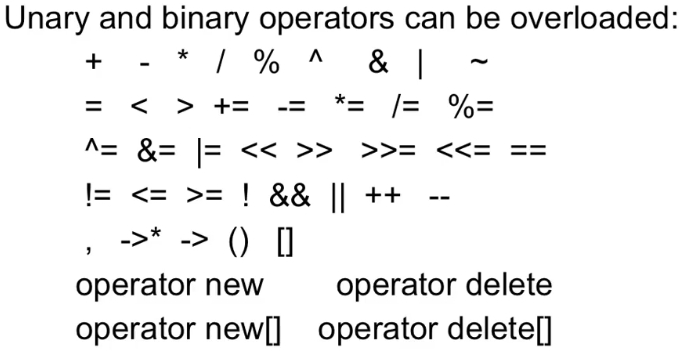 Unary and binary operators can be overloaded:
+ - * / % ^ & | ~
= < > += -= *= /= %=
^= &= |= << >> >>= <<= ==
!= <= >= ! && || ++ --
, ->* -> () []
operator new operator delete
operator new[] operator delete[]